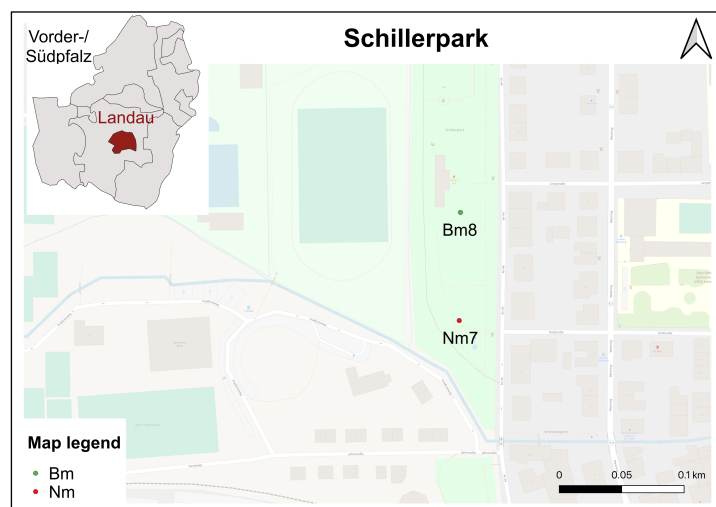 Schillerpark
Vorder-/
Südpfalz
Landau
Bm8
Nm7
Map legend
Bm
Nm
0
0.05
0.1 km